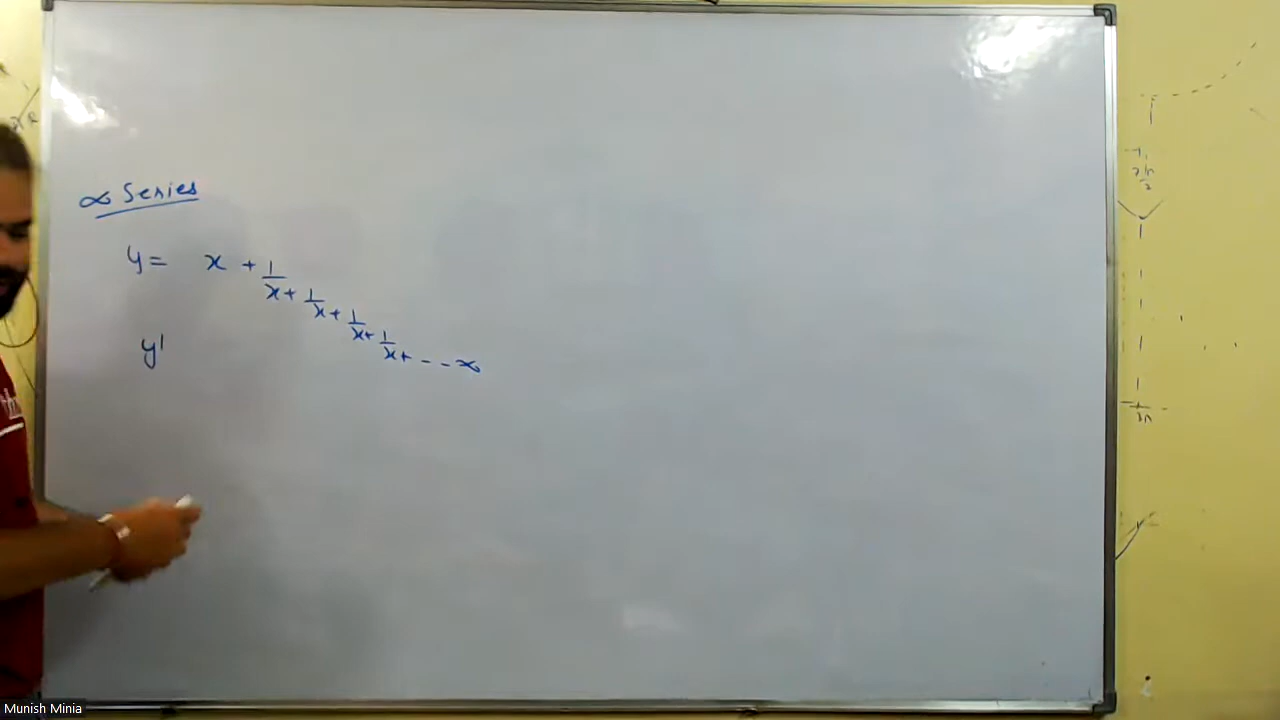 ∞ Series
y = x + 1/x + 1/x + 1/x + 1/x + - - ∞
y'
Munish Minia